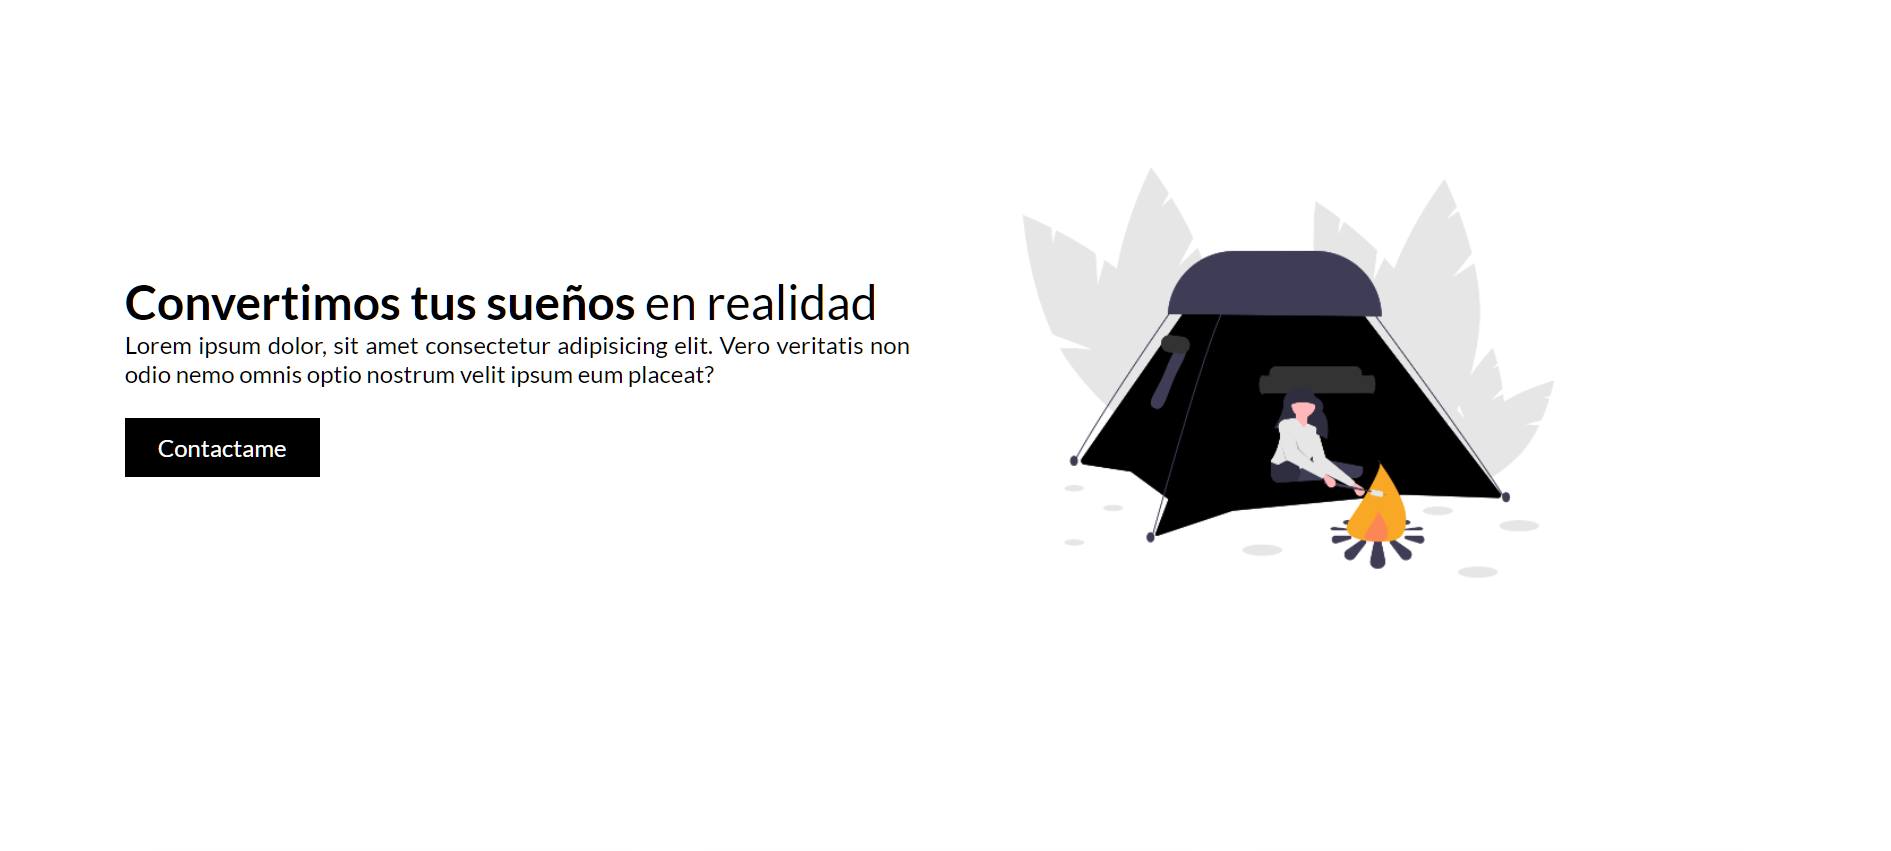 Convertimos tus sueños en realidad
Lorem ipsum dolor, sit amet consectetur adipisicing elit. Vero veritatis non
odio nemo omnis optio nostrum velit ipsum eum placeat?
Contactame